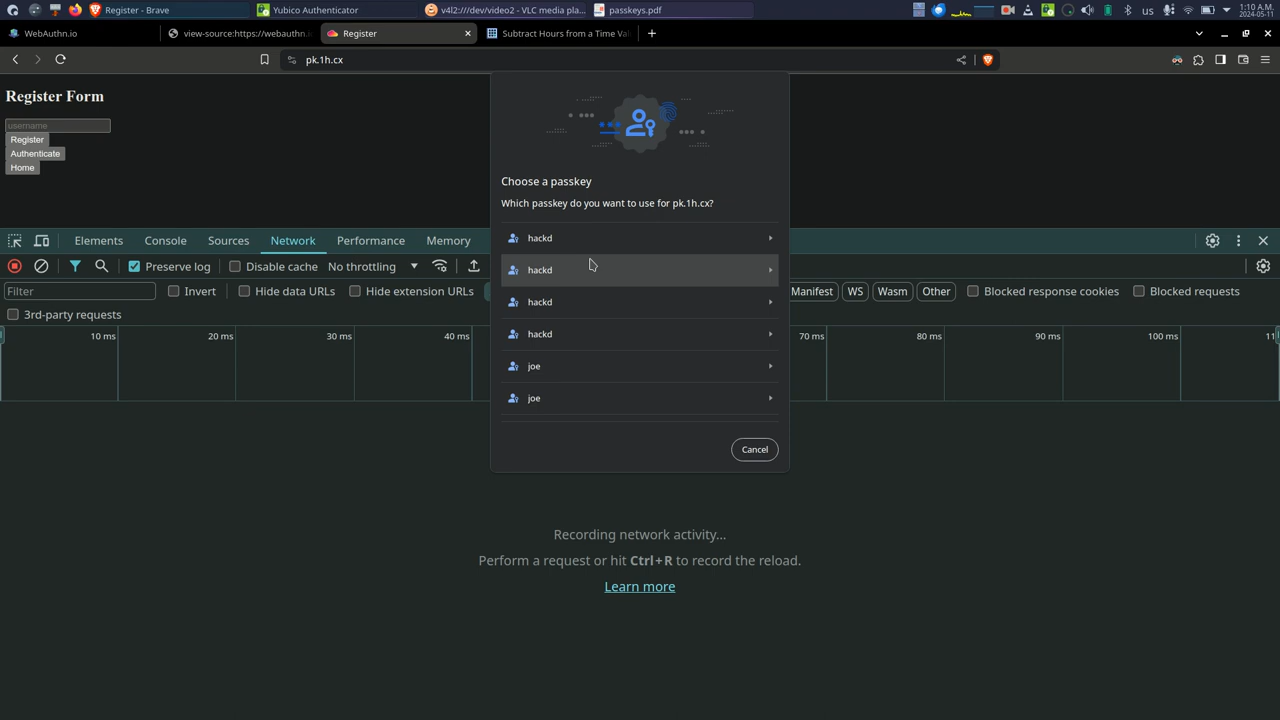 Register - Brave
Yubico Authenticator
v4l2:///dev/video2 - VLC media pla...
passkeys.pdf
us
1:10 A.M.
2024-05-11
WebAuthn.io
view-source:https://webauthn.i
Register
Subtract Hours from a Time Val
pk.1h.cx
Register Form
username
Register
Authenticate
Home
Choose a passkey
Which passkey do you want to use for pk.1h.cx?
hackd
hackd
hackd
hackd
joe
joe
Cancel
Elements
Console
Sources
Network
Performance
Memory
Preserve log
Disable cache
No throttling
Filter
Invert
Hide data URLs
Hide extension URLs
Manifest
WS
Wasm
Other
Blocked response cookies
Blocked requests
3rd-party requests
10 ms
20 ms
30 ms
40 ms
70 ms
80 ms
90 ms
100 ms
11
Recording network activity...
Perform a request or hit Ctrl+R to record the reload.
Learn more